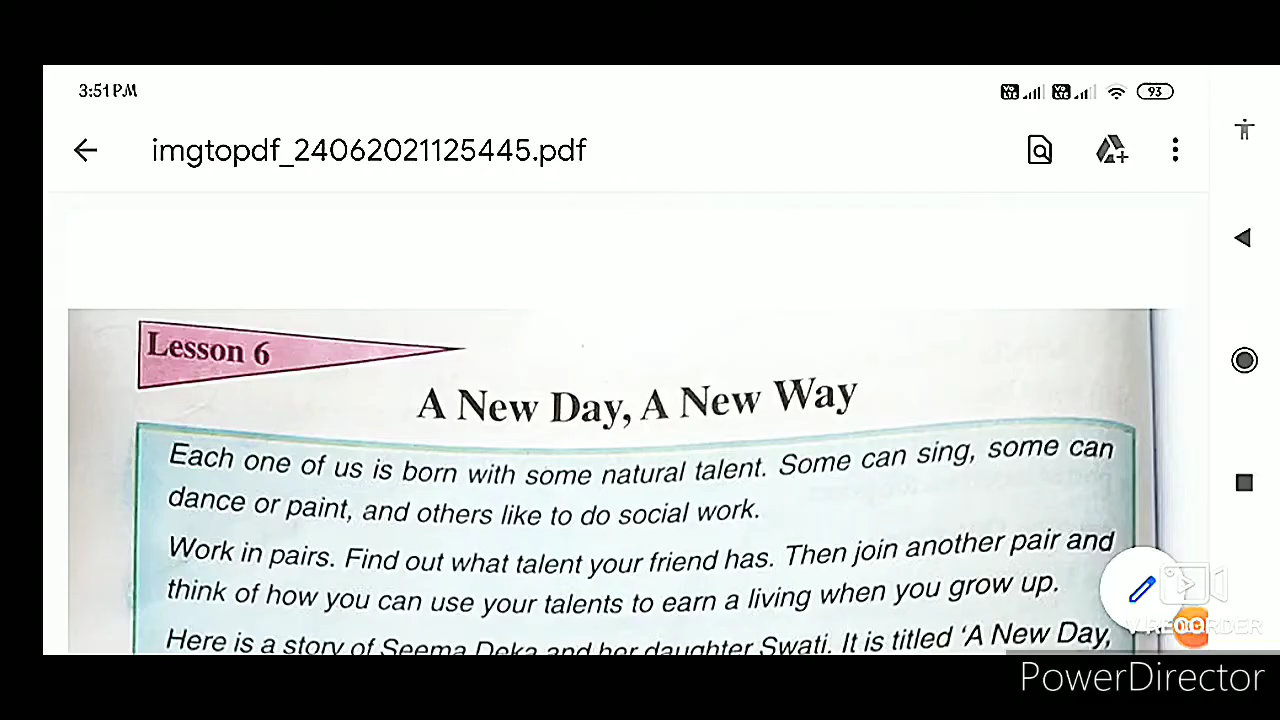 3:51PM
93
imgtopdf_24062021125445.pdf
Lesson 6
A New Day, A New Way
Each one of us is born with some natural talent. Some can sing, some can
dance or paint, and others like to do social work.
Work in pairs. Find out what talent your friend has. Then join another pair and
think of how you can use your talents to earn a living when you grow up.
Here is a story of Seema Deka and her daughter Swati. It is titled ‘A New Day,
PowerDirector